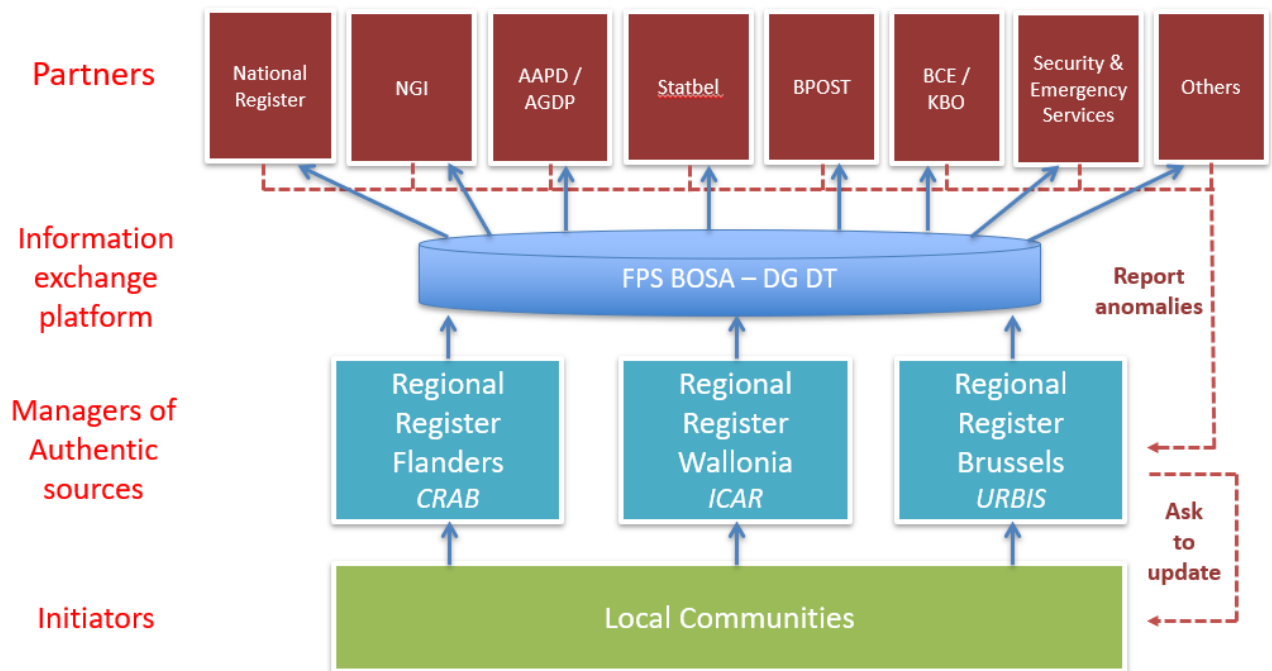 Partners
National
Register
NGI
AAPD /
AGDP
Statbel
BPOST
BCE /
KBO
Security &
Emergency
Services
Others
Information
exchange
platform
FPS BOSA – DG DT
Report
anomalies
Managers of
Authentic
sources
Regional
Register
Flanders
CRAB
Regional
Register
Wallonia
ICAR
Regional
Register
Brussels
URBIS
Ask
to
update
Initiators
Local Communities